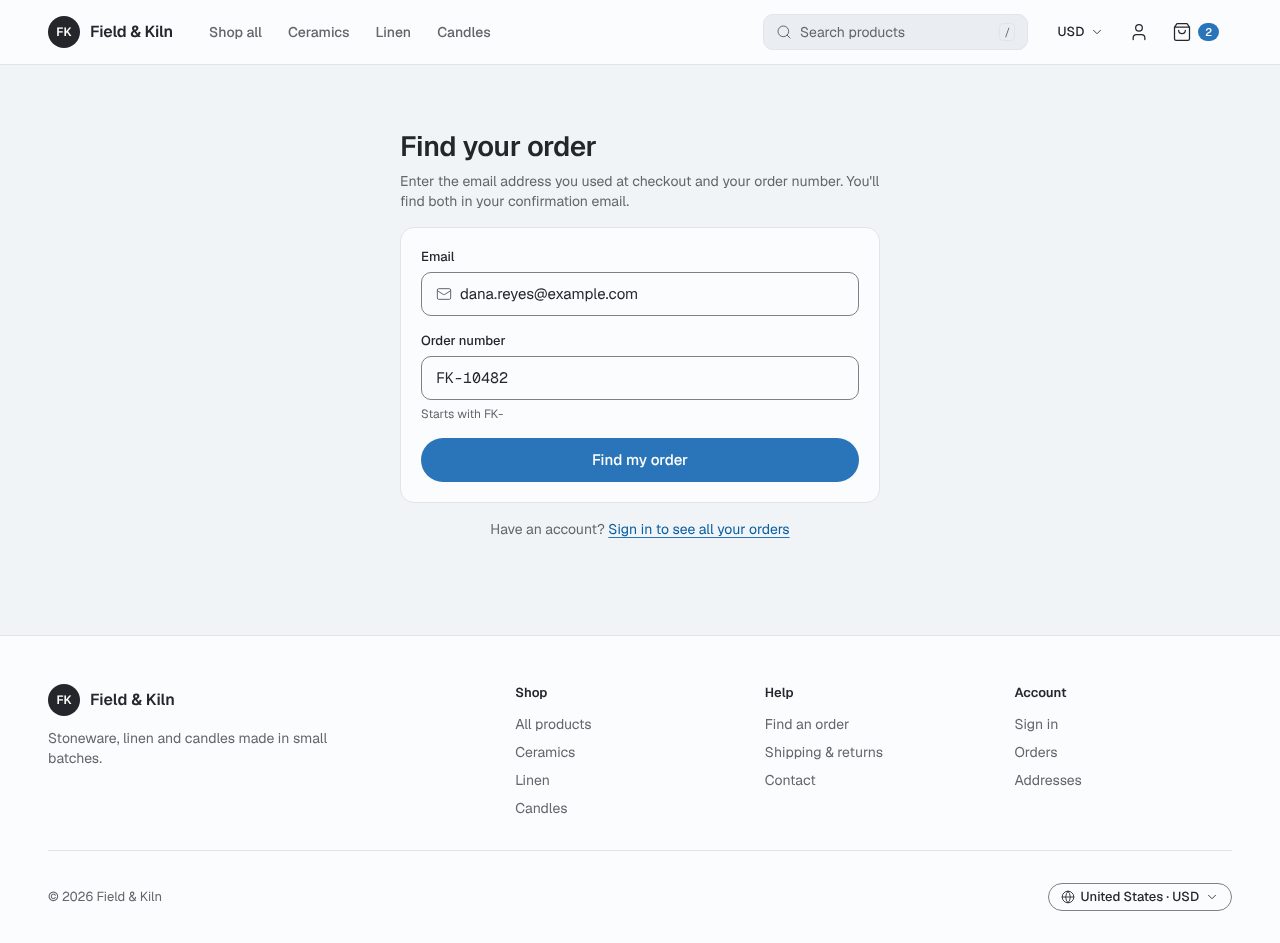 FK Field & Kiln Shop all Ceramics Linen Candles Search products / USD 2
Find your order
Enter the email address you used at checkout and your order number. You'll
find both in your confirmation email.
Email
dana.reyes@example.com
Order number
FK-10482
Starts with FK-
Find my order
Have an account? Sign in to see all your orders
FK Field & Kiln
Stoneware, linen and candles made in small
batches.
Shop
All products
Ceramics
Linen
Candles
Help
Find an order
Shipping & returns
Contact
Account
Sign in
Orders
Addresses
© 2026 Field & Kiln
United States · USD